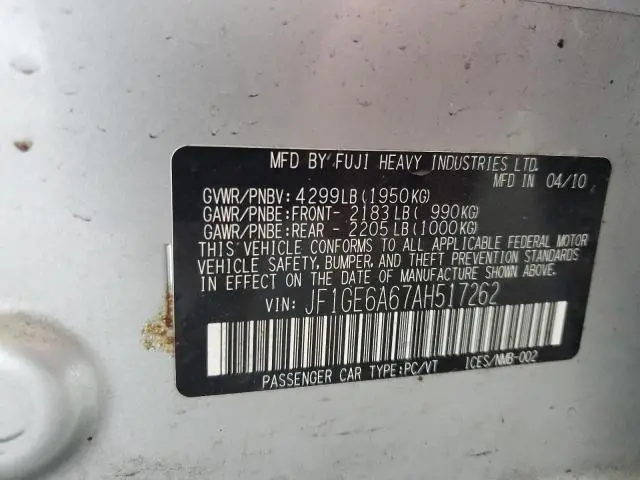 MFD BY FUJI HEAVY INDUSTRIES LTD.
MFD IN 04/10
GVWR/PNBV: 4299LB(1950KG)
GAWR/PNBE:FRONT- 2183LB( 990KG)
GAWR/PNBE:REAR - 2205LB(1000KG)
THIS VEHICLE CONFORMS TO ALL APPLICABLE FEDERAL MOTOR
VEHICLE SAFETY, BUMPER, AND THEFT PREVENTION STANDARDS
IN EFFECT ON THE DATE OF MANUFACTURE SHOWN ABOVE.
VIN: JF1GE6A67AH517262
PASSENGER CAR TYPE:PC/VT ICES/NMB-002